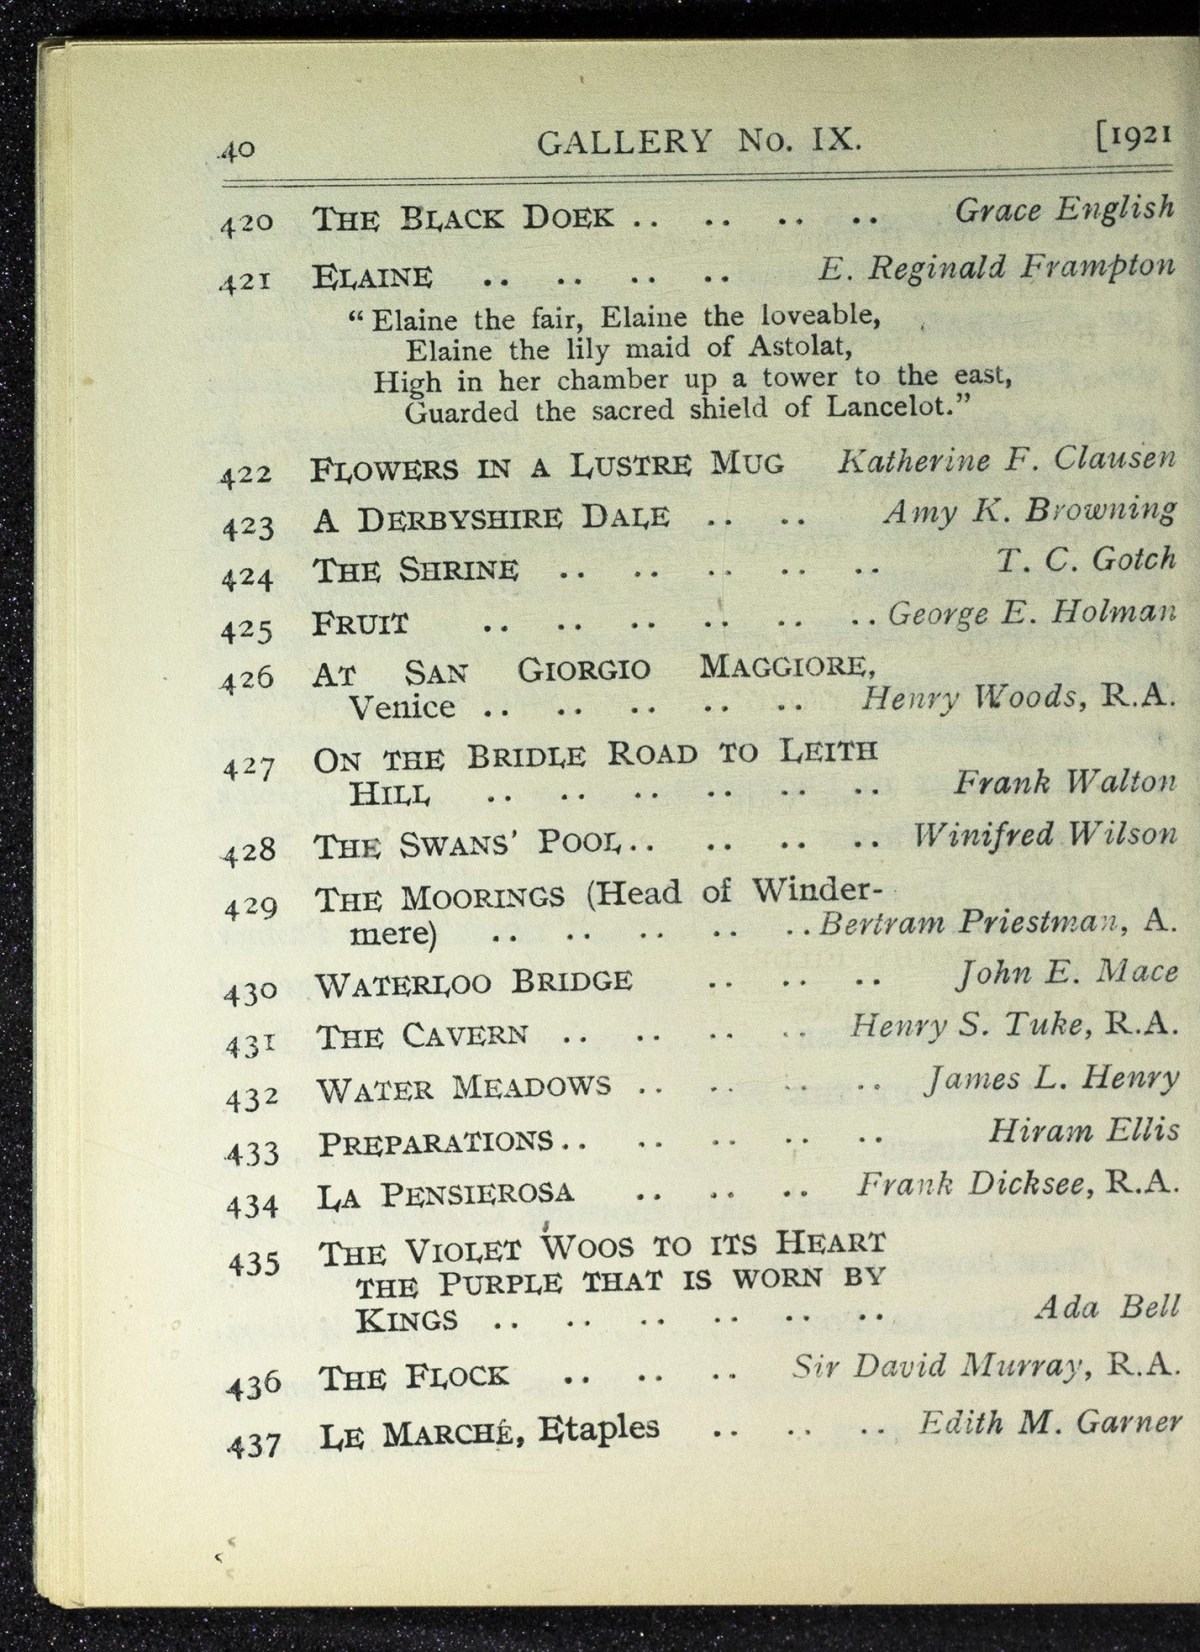 40 GALLERY No. IX. [1921
420 THE BLACK DOEK .. .. .. .. Grace English
421 ELAINE .. .. .. .. E. Reginald Frampton
“ Elaine the fair, Elaine the loveable,
Elaine the lily maid of Astolat,
High in her chamber up a tower to the east,
Guarded the sacred shield of Lancelot.”
422 FLOWERS IN A LUSTRE MUG Katherine F. Clausen
423 A DERBYSHIRE DALE .. .. Amy K. Browning
424 THE SHRINE .. .. .. .. .. T. C. Gotch
425 FRUIT .. .. .. .. .. .. George E. Holman
426 AT SAN GIORGIO MAGGIORE,
Venice .. .. .. .. .. Henry Woods, R.A.
427 ON THE BRIDLE ROAD TO LEITH
HILL .. .. .. .. .. .. Frank Walton
428 THE SWANS’ POOL .. .. .. .. Winifred Wilson
429 THE MOORINGS (Head of Winder-
mere) .. .. .. .. .. Bertram Priestman, A.
430 WATERLOO BRIDGE .. .. .. John E. Mace
431 THE CAVERN .. .. .. .. Henry S. Tuke, R.A.
432 WATER MEADOWS .. .. .. .. James L. Henry
433 PREPARATIONS .. .. .. .. .. Hiram Ellis
434 LA PENSIEROSA .. .. .. Frank Dicksee, R.A.
435 THE VIOLET WOOS TO ITS HEART
THE PURPLE THAT IS WORN BY
KINGS .. .. .. .. .. .. Ada Bell
436 THE FLOCK .. .. .. Sir David Murray, R.A.
437 LE MARCHÉ, Etaples .. .. .. Edith M. Garner